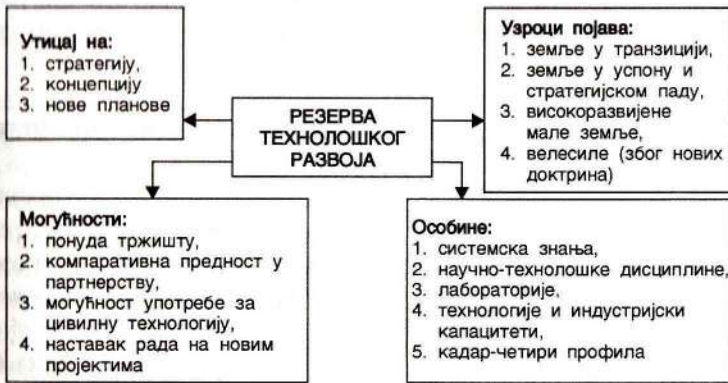 Утицај на:
1. стратегију,
2. концепцију
3. нове планове
Узроци појава:
1. земље у транзицији,
2. земље у успону и
стратегијском паду,
3. високоразвијене
мале земље,
4. велесиле (због нових
доктрина)
РЕЗЕРВА
ТЕХНОЛОШКОГ
РАЗВОЈА
Могућности:
1. понуда тржишту,
2. компаративна предност у
партнерству,
3. могућност употребе за
цивилну технологију,
4. наставак рада на новим
пројектима
Особине:
1. системска знања,
2. научно-технолошке дисциплине,
3. лабораторије,
4. технологије и индустријски
капацитети,
5. кадар-четири профила